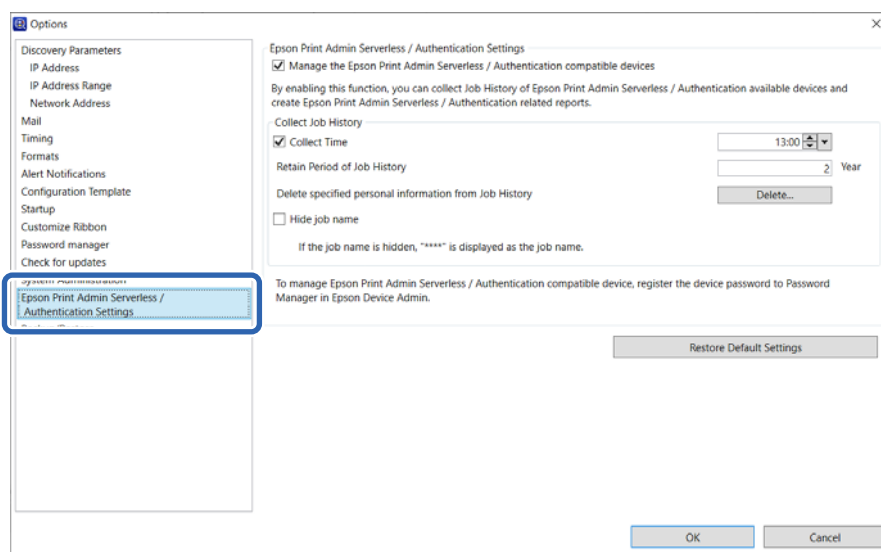 Options
Discovery Parameters
IP Address
IP Address Range
Network Address
Mail
Timing
Formats
Alert Notifications
Configuration Template
Startup
Customize Ribbon
Password manager
Check for updates
System Administration
Epson Print Admin Serverless /
Authentication Settings
Epson Print Admin Serverless / Authentication Settings
Manage the Epson Print Admin Serverless / Authentication compatible devices
By enabling this function, you can collect Job History of Epson Print Admin Serverless / Authentication available devices and
create Epson Print Admin Serverless / Authentication related reports.
Collect Job History
Collect Time 13:00
Retain Period of Job History 2 Year
Delete specified personal information from Job History Delete...
Hide job name
If the job name is hidden, "****" is displayed as the job name.
To manage Epson Print Admin Serverless / Authentication compatible device, register the device password to Password
Manager in Epson Device Admin.
Restore Default Settings
OK Cancel